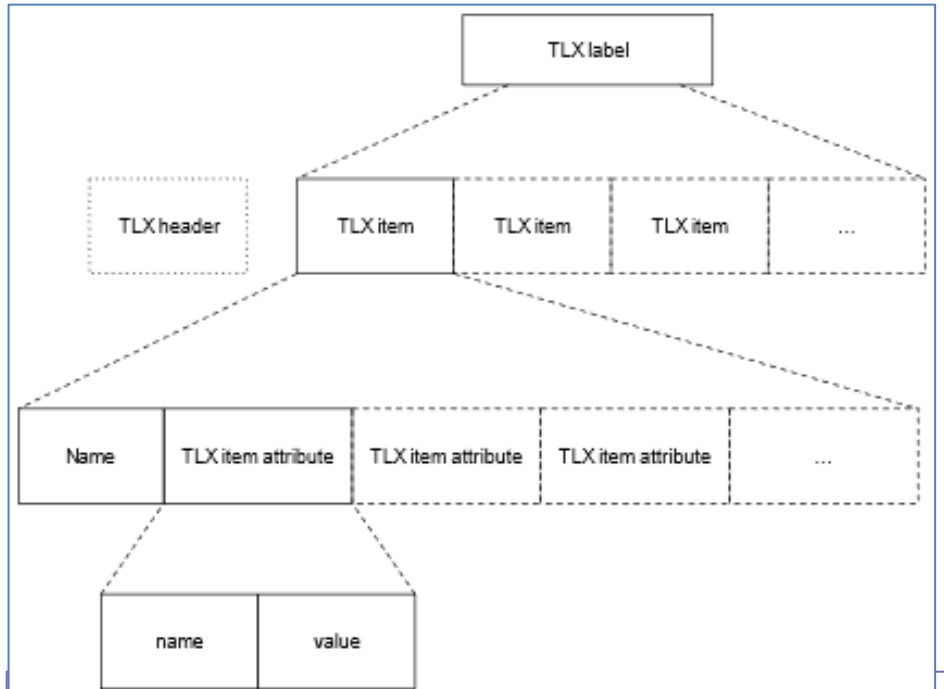 TLX label
TLX header
TLX item
TLX item
TLX item
...
Name
TLX item attribute
TLX item attribute
TLX item attribute
...
name
value